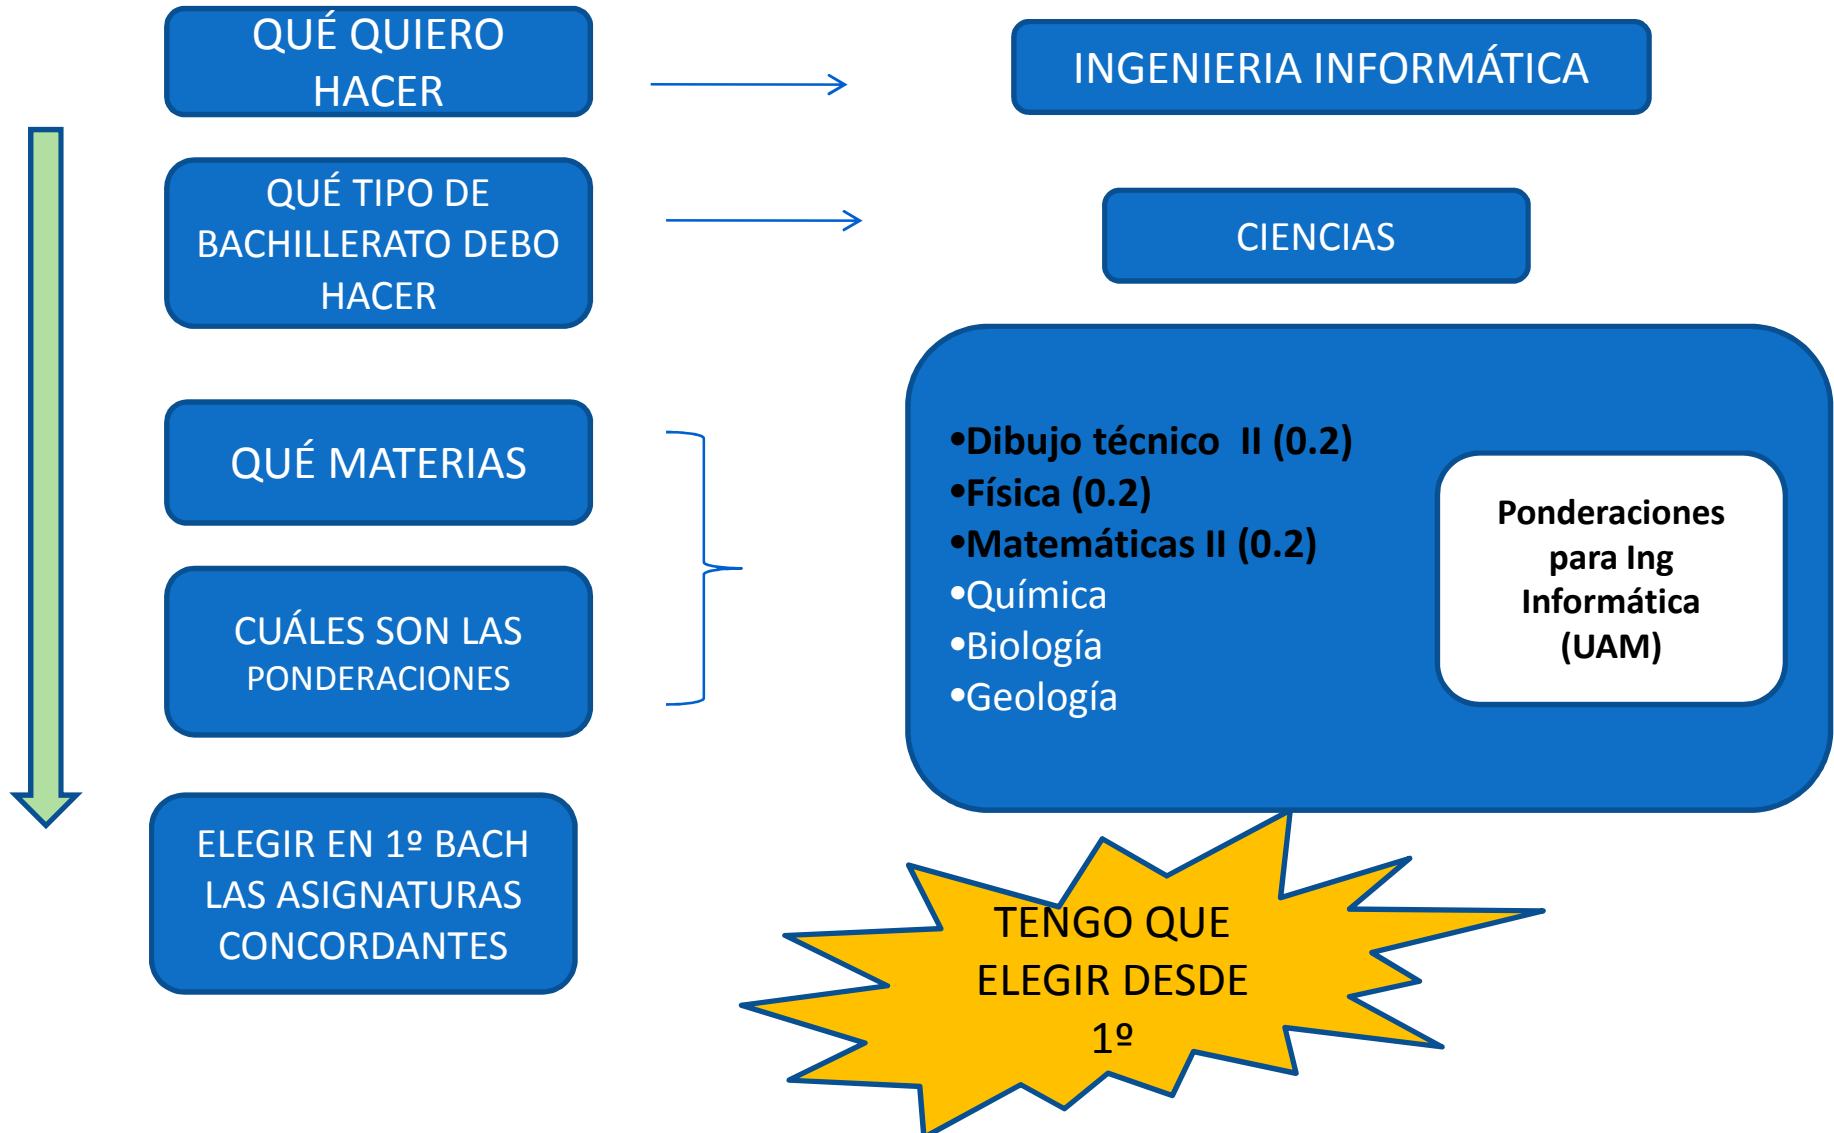 QUÉ QUIERO
HACER
INGENIERIA INFORMÁTICA
QUÉ TIPO DE
BACHILLERATO DEBO
HACER
CIENCIAS
QUÉ MATERIAS
CUÁLES SON LAS
PONDERACIONES
•Dibujo técnico  II (0.2)
•Física (0.2)
•Matemáticas II (0.2)
•Química
•Biología
•Geología
Ponderaciones
para Ing
Informática
(UAM)
ELEGIR EN 1º BACH
LAS ASIGNATURAS
CONCORDANTES
TENGO QUE
ELEGIR DESDE
1º